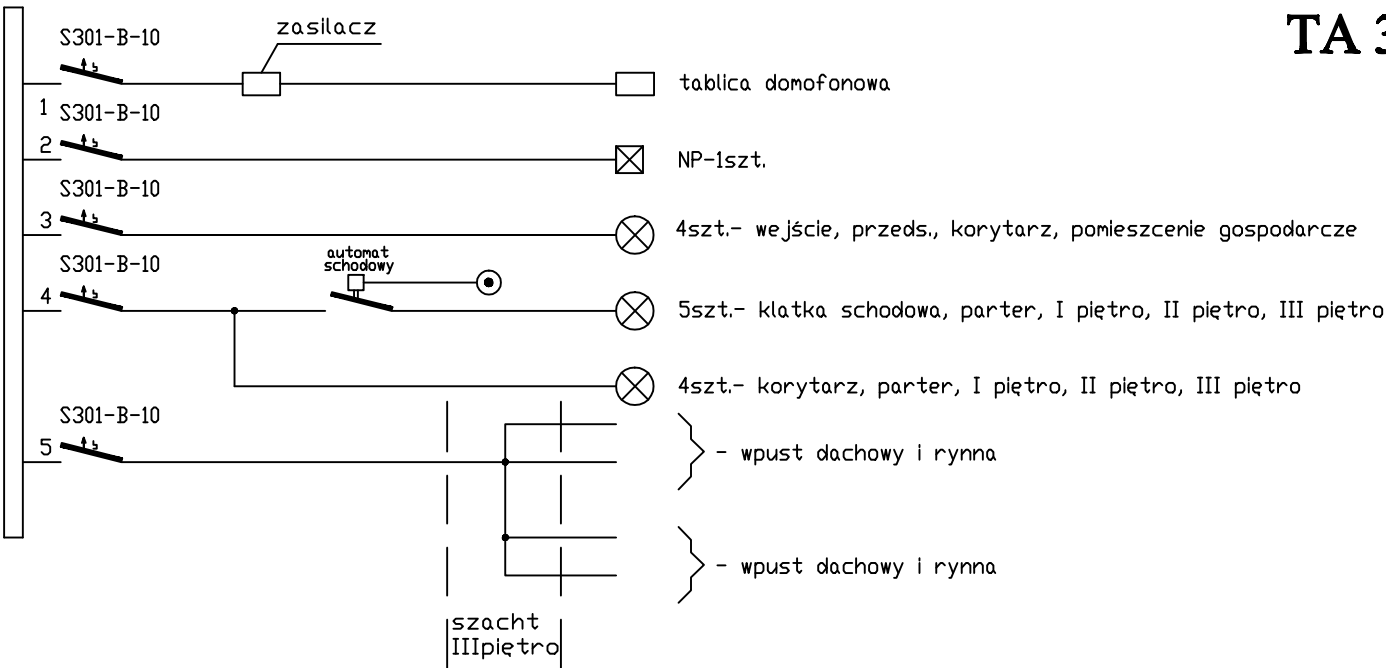 TA 3
S301-B-10
zasilacz
tablica domofonowa
1
S301-B-10
2
NP-1szt.
S301-B-10
3
4szt.- wejście, przeds., korytarz, pomieszcenie gospodarcze
S301-B-10
automat
schodowy
4
5szt.- klatka schodowa, parter, I piętro, II piętro, III piętro
4szt.- korytarz, parter, I piętro, II piętro, III piętro
S301-B-10
5
- wpust dachowy i rynna
- wpust dachowy i rynna
szacht
IIIpiętro